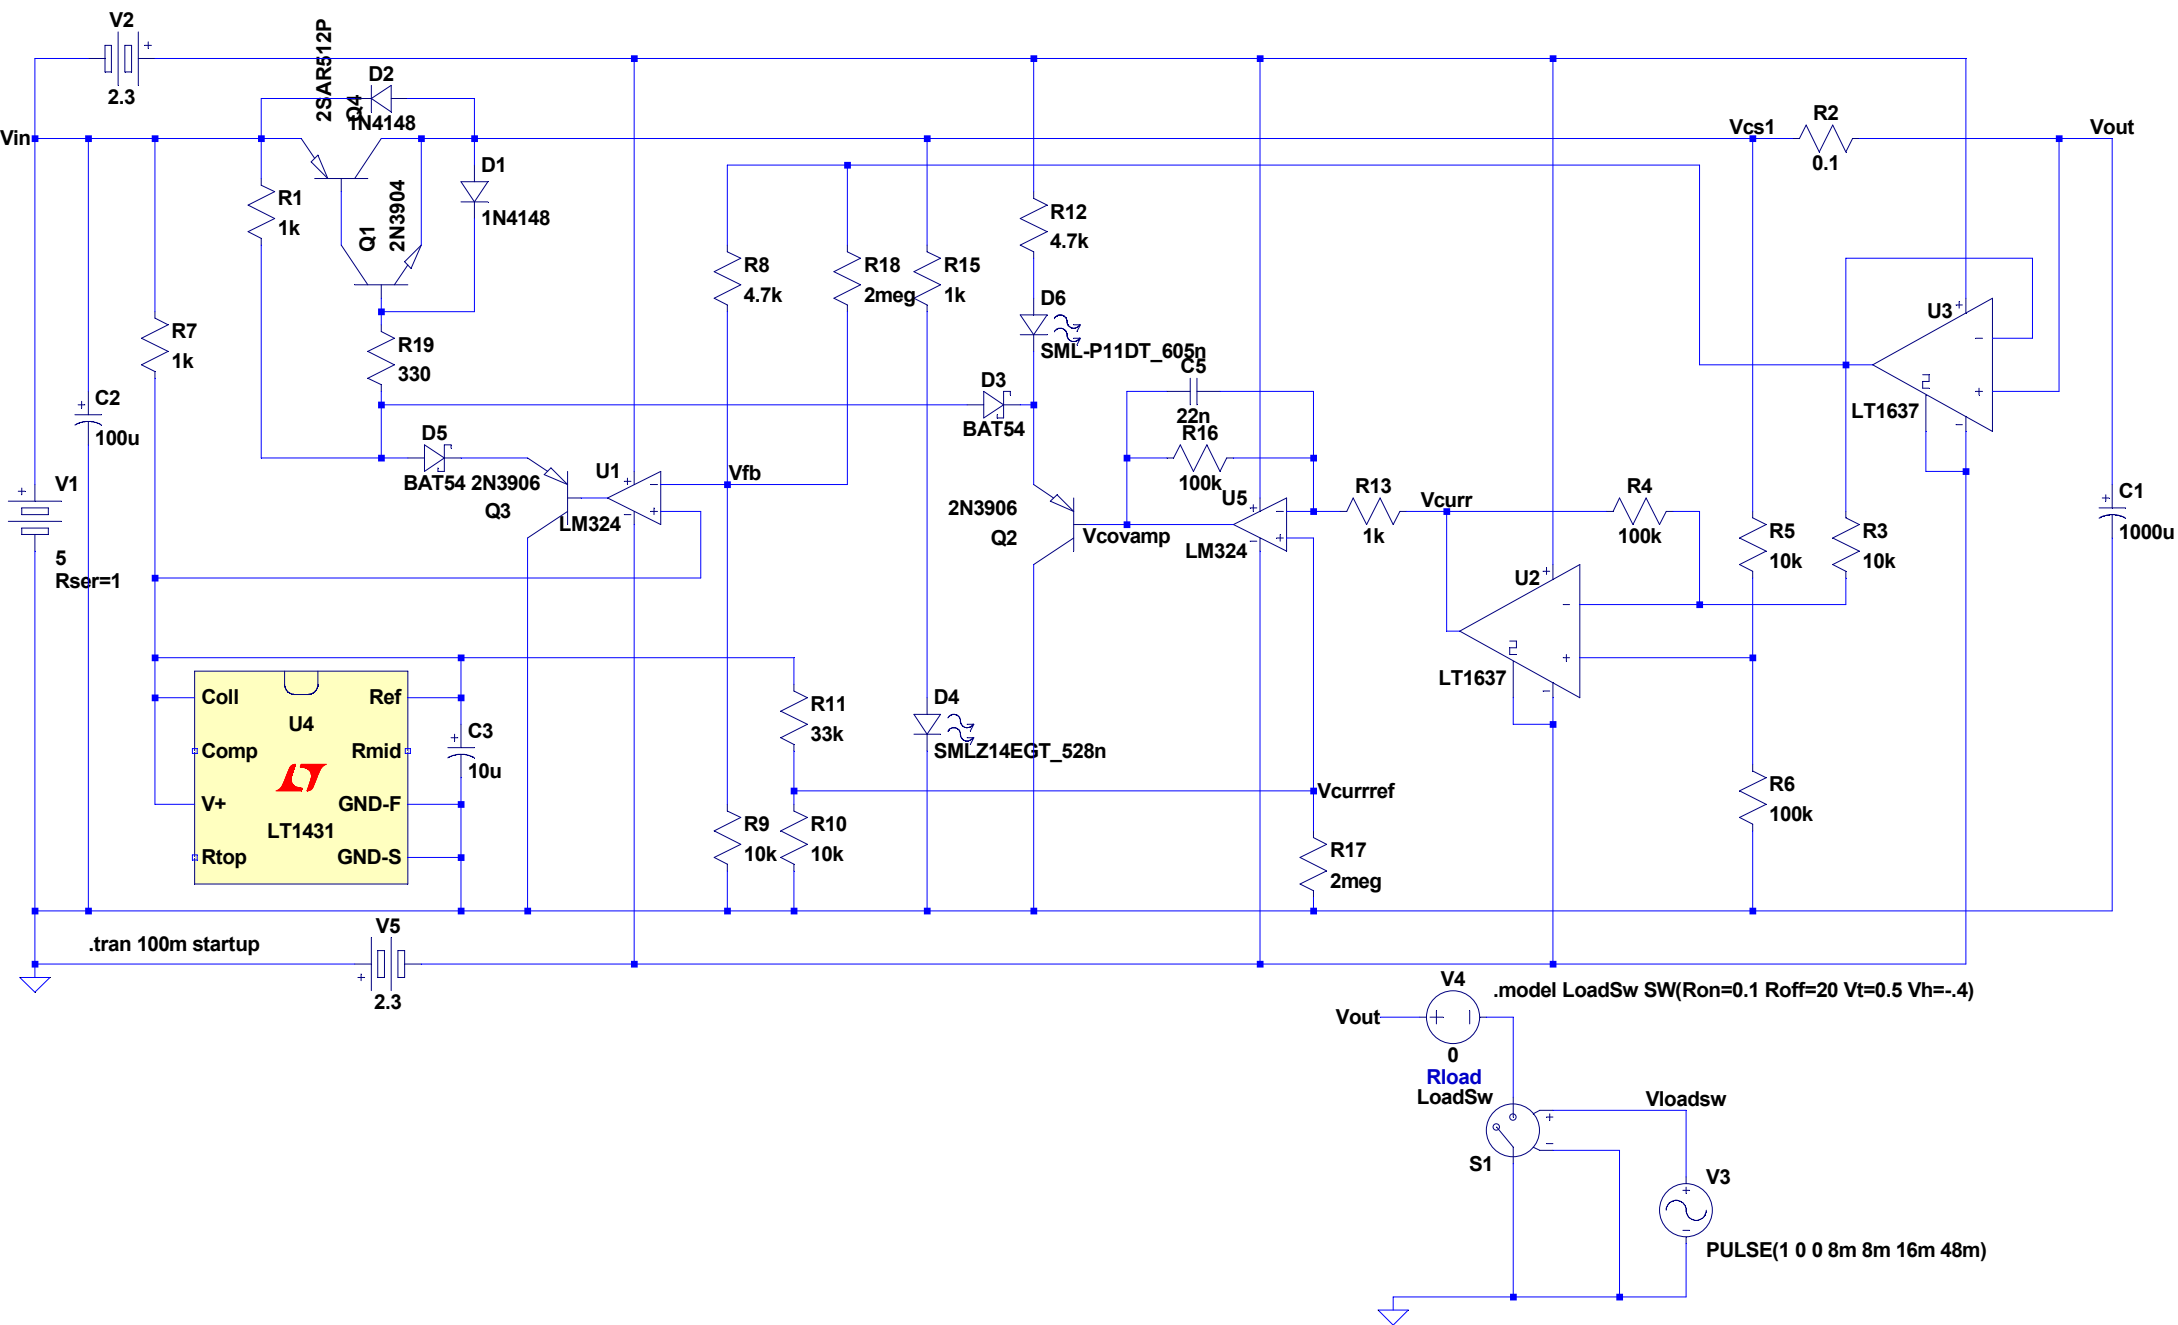 V2
2.3
2SAR512P
Q4
D2
1N4148
Vin
R1
1k
Q1
2N3904
D1
1N4148
Vcs1
R2
0.1
Vout
R7
1k
R19
330
R8
4.7k
R18
2meg
R15
1k
R12
4.7k
D6
SML-P11DT_605n
U3
LT1637
C2
100u
D5
BAT54
2N3906
Q3
U1
LM324
Vfb
D3
BAT54
C5
22n
R16
100k
U5
LM324
2N3906
Q2
Vcovamp
R13
1k
Vcurr
R4
100k
R5
10k
R3
10k
C1
1000u
V1
5
Rser=1
U2
LT1637
Coll
Ref
U4
Comp
Rmid
V+
GND-F
LT1431
Rtop
GND-S
C3
10u
R11
33k
D4
SMLZ14EGT_528n
Vcurrref
R9
10k
R10
10k
R17
2meg
R6
100k
.tran 100m startup
V5
2.3
V4
.model LoadSw SW(Ron=0.1 Roff=20 Vt=0.5 Vh=-.4)
Vout
0
Rload
LoadSw
Vloadsw
S1
V3
PULSE(1 0 0 8m 8m 16m 48m)